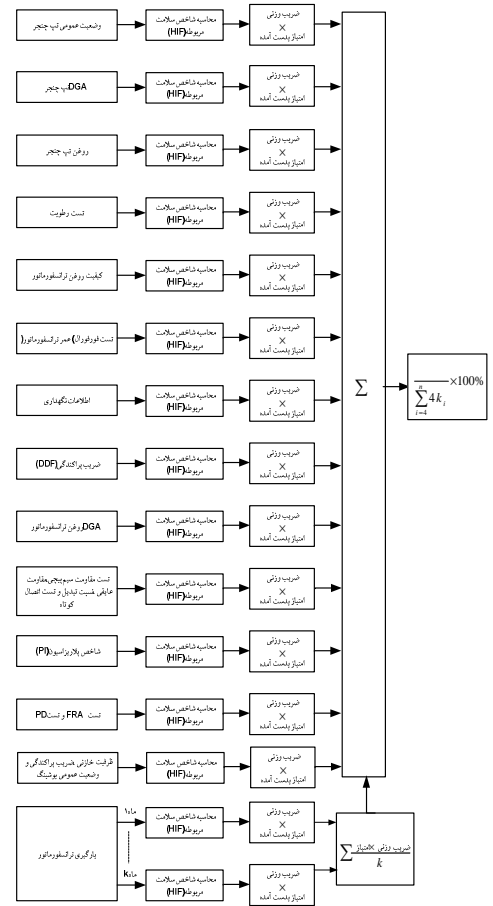 وضعیت عمومی تپ چنجر
محاسبه شاخص سلامت
مربوطه(HIF)
ضریب وزنی
×
امتیاز بدست آمده
DGAتپ چنجر
محاسبه شاخص سلامت
مربوطه(HIF)
ضریب وزنی
×
امتیاز بدست آمده
روغن تپ چنجر
محاسبه شاخص سلامت
مربوطه(HIF)
ضریب وزنی
×
امتیاز بدست آمده
تست رطوبت
محاسبه شاخص سلامت
مربوطه(HIF)
ضریب وزنی
×
امتیاز بدست آمده
کیفیت روغن ترانسفورماتور
محاسبه شاخص سلامت
مربوطه(HIF)
ضریب وزنی
×
امتیاز بدست آمده
تست فورفورال(عمر ترانسفورماتور)
محاسبه شاخص سلامت
مربوطه(HIF)
ضریب وزنی
×
امتیاز بدست آمده
∑
×100%
∑ 4k_i
n
i=4
اطلاعات نگهداری
محاسبه شاخص سلامت
مربوطه(HIF)
ضریب وزنی
×
امتیاز بدست آمده
ضریب پراکندگی(DDF)
محاسبه شاخص سلامت
مربوطه(HIF)
ضریب وزنی
×
امتیاز بدست آمده
DGAروغن ترانسفورماتور
محاسبه شاخص سلامت
مربوطه(HIF)
ضریب وزنی
×
امتیاز بدست آمده
تست مقاومت سیم‌پیچی،مقاومت
عایقی ،نسبت تبدیل و تست اتصال
کوتاه
محاسبه شاخص سلامت
مربوطه(HIF)
ضریب وزنی
×
امتیاز بدست آمده
شاخص پلاریزاسیون(PI)
محاسبه شاخص سلامت
مربوطه(HIF)
ضریب وزنی
×
امتیاز بدست آمده
تست FRA و تستPD
محاسبه شاخص سلامت
مربوطه(HIF)
ضریب وزنی
×
امتیاز بدست آمده
ظرفیت خازنی ،ضریب پراکندگی و
وضعیت عمومی بوشینگ
محاسبه شاخص سلامت
مربوطه(HIF)
ضریب وزنی
×
امتیاز بدست آمده
بارگیری ترانسفورماتور
ماه۱
محاسبه شاخص سلامت
مربوطه(HIF)
ضریب وزنی
×
امتیاز بدست آمده
ماهk
محاسبه شاخص سلامت
مربوطه(HIF)
ضریب وزنی
×
امتیاز بدست آمده
∑ ضریب وزنی ×امتیاز
k